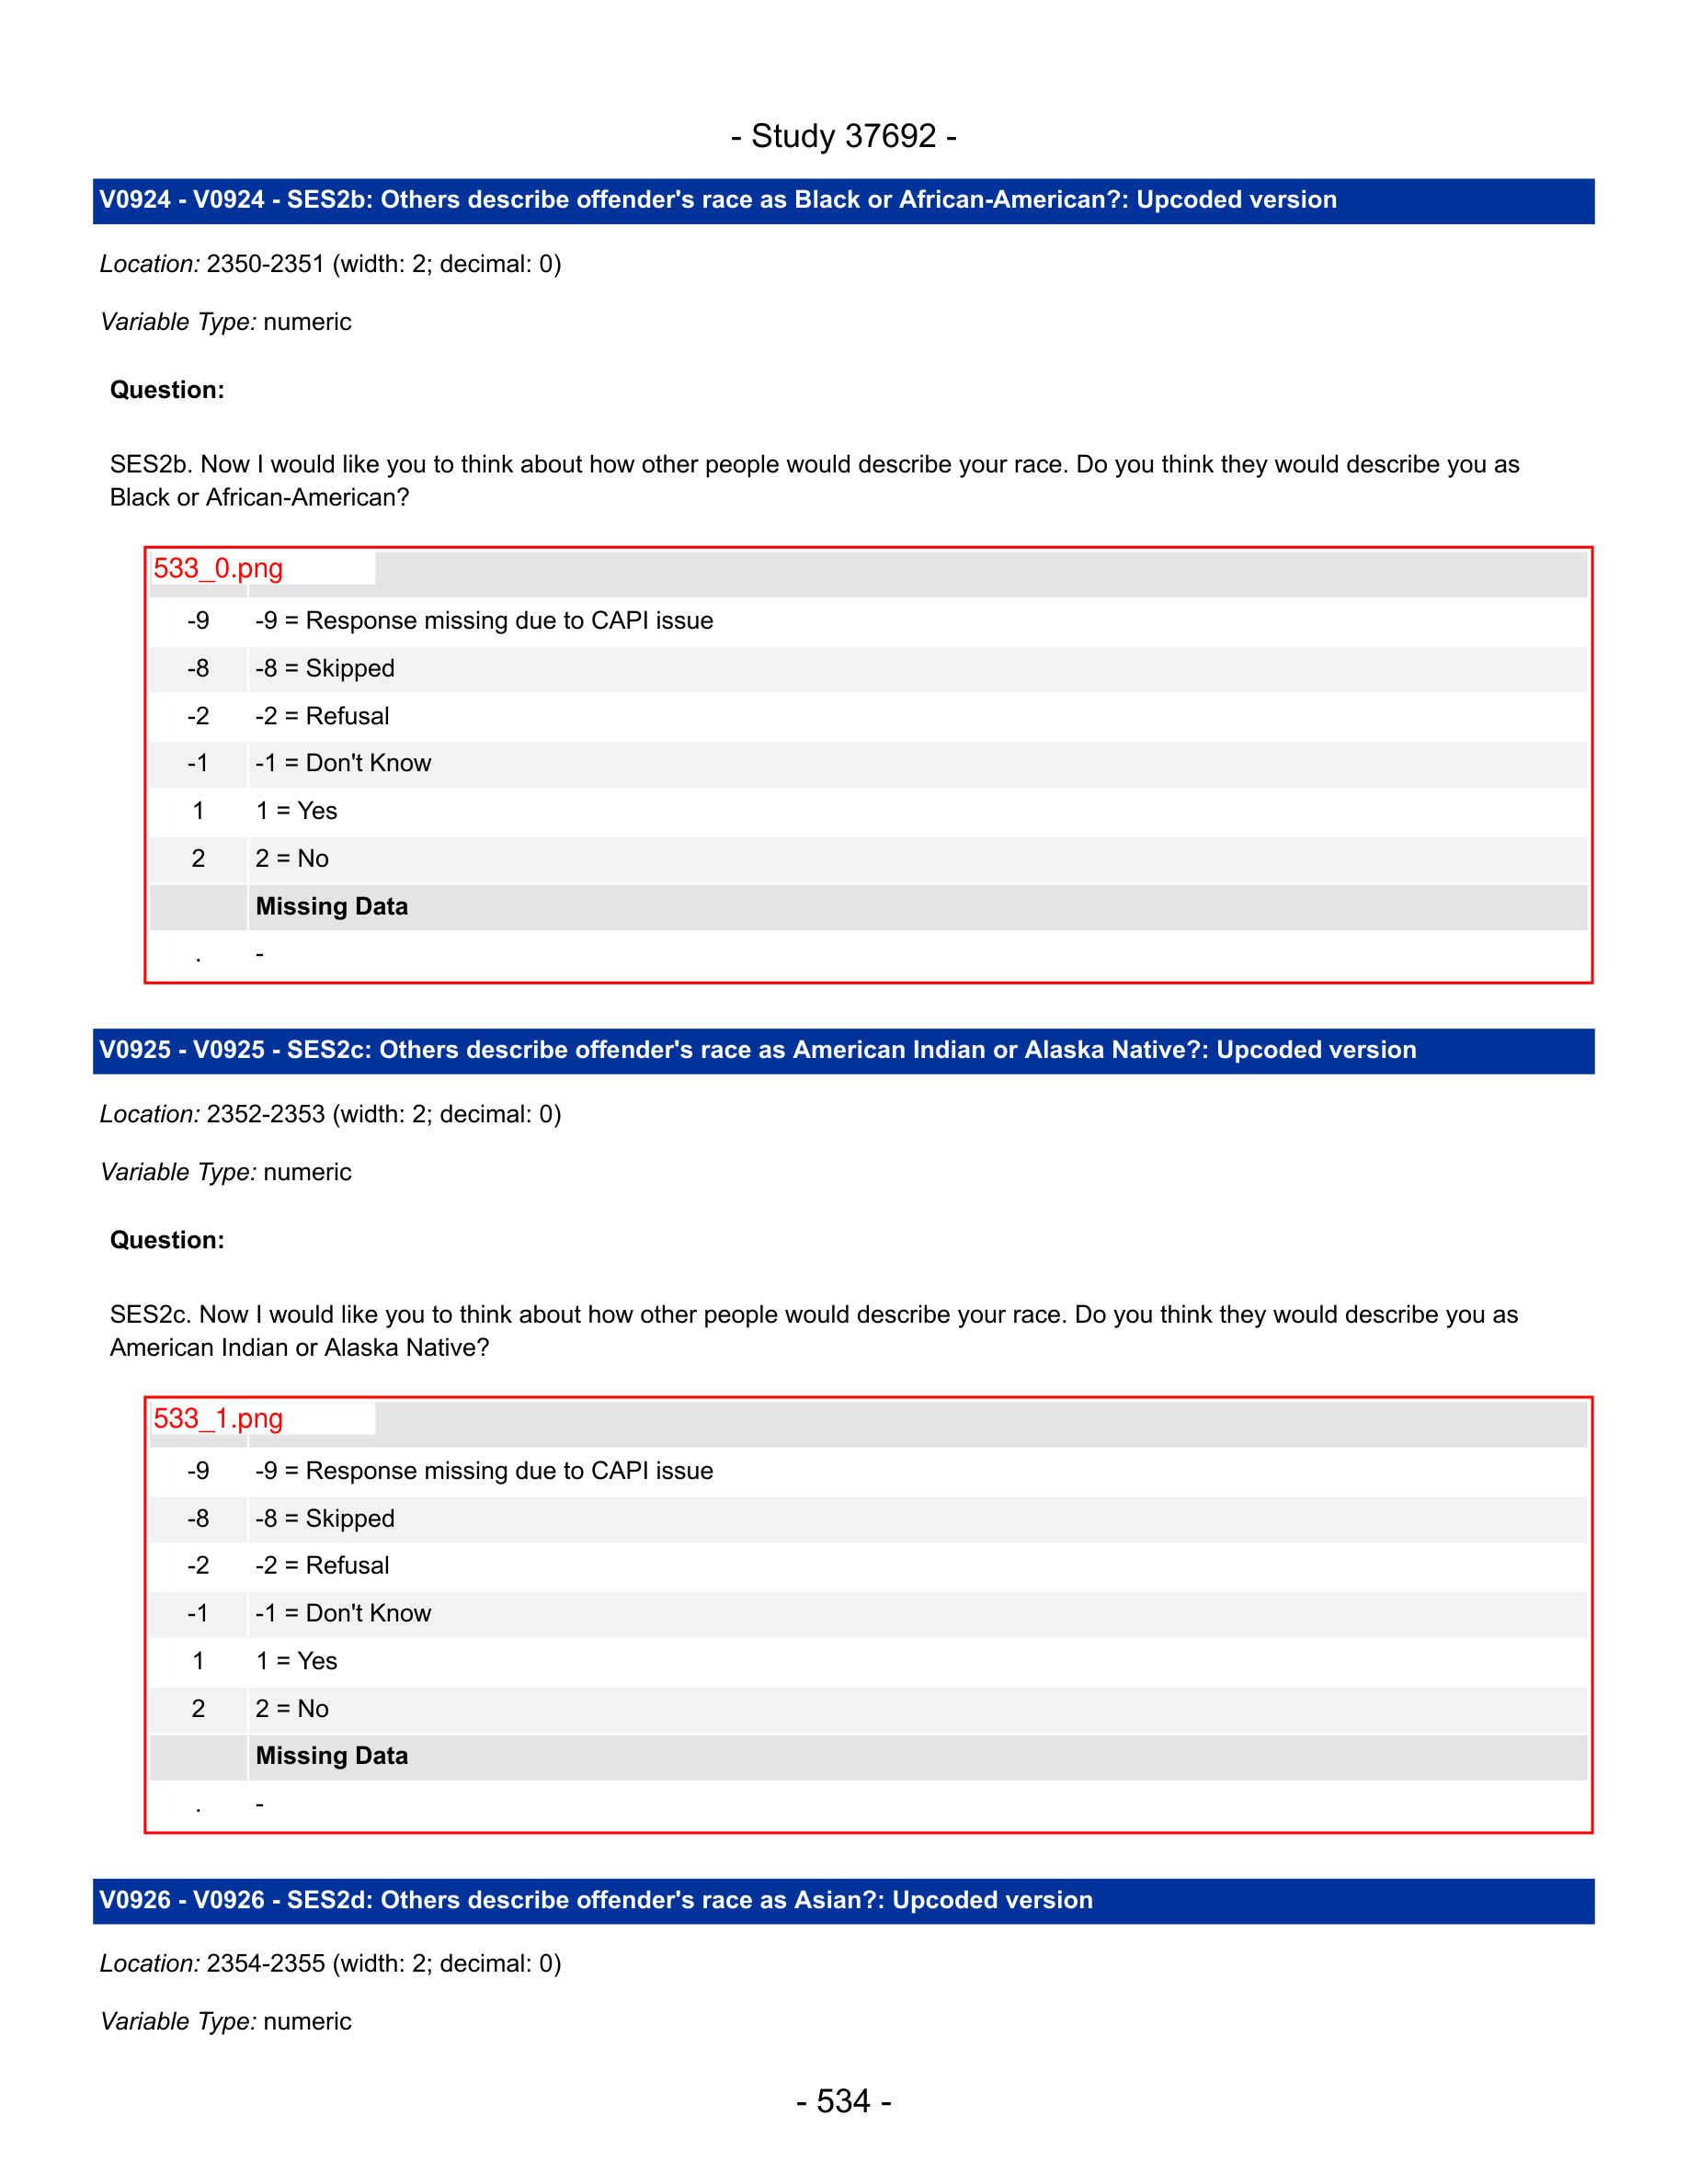 - Study 37692 -
V0924 - V0924 - SES2b: Others describe offender's race as Black or African-American?: Upcoded version
Location: 2350-2351 (width: 2; decimal: 0)
Variable Type: numeric
Question:
SES2b. Now I would like you to think about how other people would describe your race. Do you think they would describe you as
Black or African-American?
533_0.png
-9 -9 = Response missing due to CAPI issue
-8 -8 = Skipped
-2 -2 = Refusal
-1 -1 = Don't Know
1 1 = Yes
2 2 = No
Missing Data
. -
V0925 - V0925 - SES2c: Others describe offender's race as American Indian or Alaska Native?: Upcoded version
Location: 2352-2353 (width: 2; decimal: 0)
Variable Type: numeric
Question:
SES2c. Now I would like you to think about how other people would describe your race. Do you think they would describe you as
American Indian or Alaska Native?
533_1.png
-9 -9 = Response missing due to CAPI issue
-8 -8 = Skipped
-2 -2 = Refusal
-1 -1 = Don't Know
1 1 = Yes
2 2 = No
Missing Data
. -
V0926 - V0926 - SES2d: Others describe offender's race as Asian?: Upcoded version
Location: 2354-2355 (width: 2; decimal: 0)
Variable Type: numeric
- 534 -